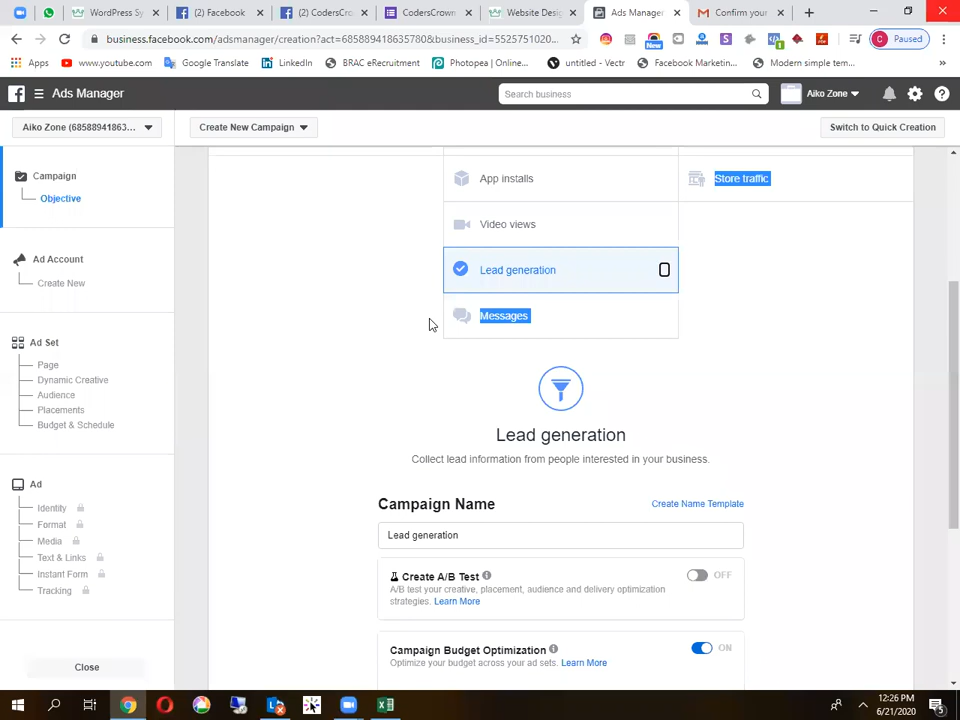 WordPress Sy
(2) Facebook
(2) CodersCro
CodersCrown
Website Desig
Ads Manager
Confirm your
business.facebook.com/adsmanager/creation?act=685889418635780&business_id=5525751020...
New
Paused
Apps
www.youtube.com
Google Translate
LinkedIn
BRAC eRecruitment
Photopea | Online...
untitled - Vectr
Facebook Marketin...
Modern simple tem...
Ads Manager
Search business
Aiko Zone
Aiko Zone (68588941863...
Create New Campaign
Switch to Quick Creation
Campaign
Objective
Ad Account
Create New
Ad Set
Page
Dynamic Creative
Audience
Placements
Budget & Schedule
Ad
Identity
Format
Media
Text & Links
Instant Form
Tracking
Close
App installs
Store traffic
Video views
Lead generation
Messages
Lead generation
Collect lead information from people interested in your business.
Campaign Name
Create Name Template
Lead generation
Create A/B Test
OFF
A/B test your creative, placement, audience and delivery optimization
strategies. Learn More
Campaign Budget Optimization
ON
Optimize your budget across your ad sets. Learn More
12:26 PM
6/21/2020